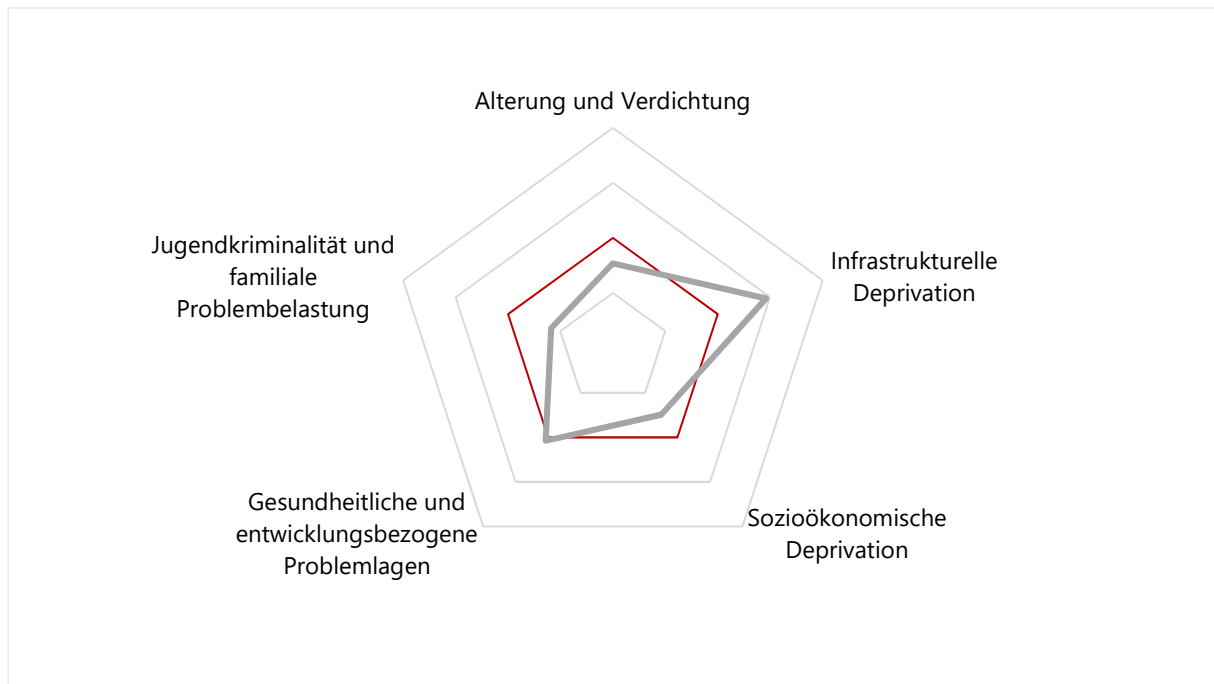 Alterung und Verdichtung
Infrastrukturelle
Deprivation
Sozioökonomische
Deprivation
Gesundheitliche und
entwicklungsbezogene
Problemlagen
Jugendkriminalität und
familiale
Problembelastung